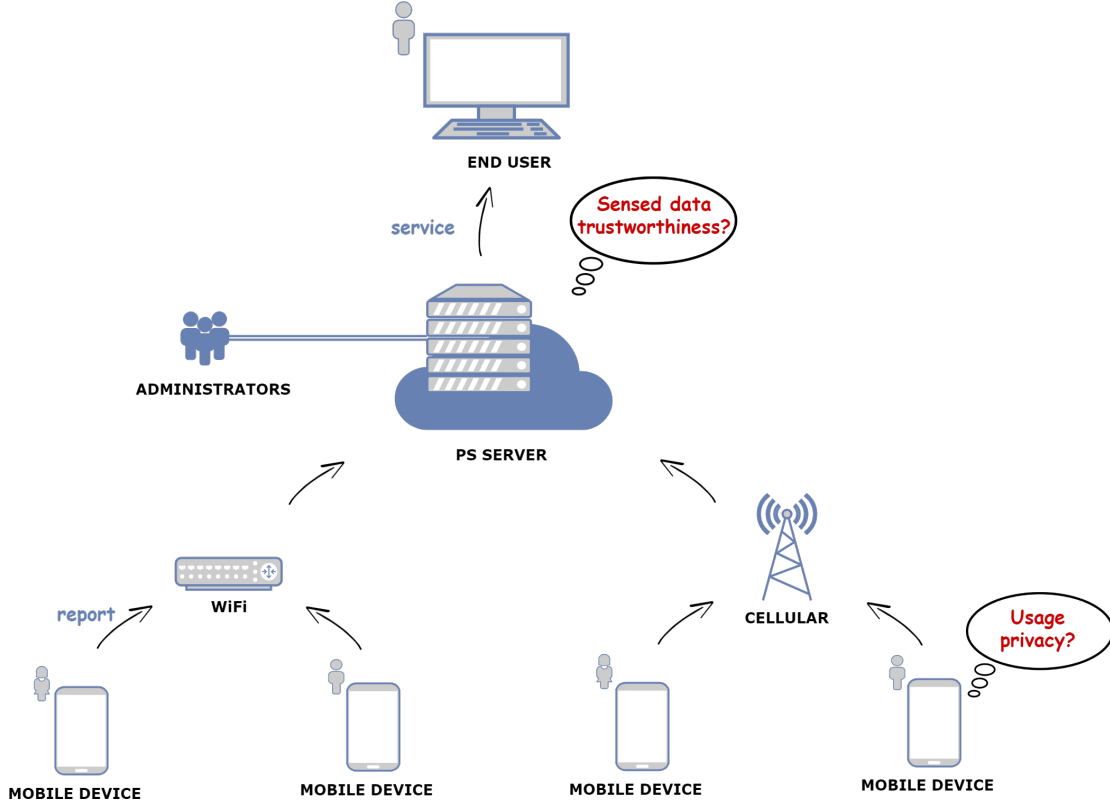 END USER
service
Sensed data
trustworthiness?
ADMINISTRATORS
PS SERVER
WiFi
report
CELLULAR
Usage
privacy?
MOBILE DEVICE
MOBILE DEVICE
MOBILE DEVICE
MOBILE DEVICE